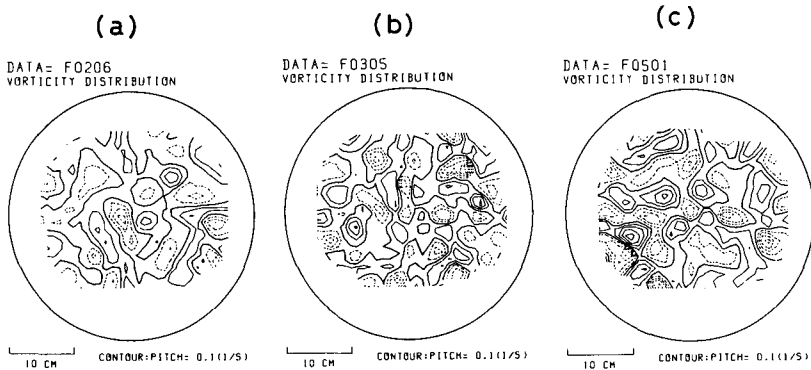 (a)
DATA= F0206
VORTICITY DISTRIBUTION
10 CM
CONTOUR:PITCH= 0.1(1/S)
(b)
DATA= F0305
VORTICITY DISTRIBUTION
10 CM
CONTOUR:PITCH= 0.1(1/S)
(c)
DATA= F0501
VORTICITY DISTRIBUTION
10 CM
CONTOUR:PITCH= 0.1(1/S)